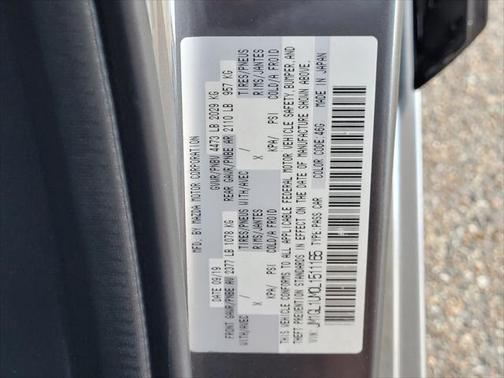 MFD. BY MAZDA MOTOR CORPORATION
DATE 09/19 GVWR/PNBV 4473 LB 2029 KG
FRONT GAWR/PNBE AV 2377 LB 1078 KG REAR GAWR/PNBE AR 2110 LB 957 KG
WITH/AVEC TIRES/PNEUS WITH/AVEC TIRES/PNEUS
X RIMS/JANTES X RIMS/JANTES
KPA/ PSI COLD/A FROID KPA/ PSI COLD/A FROID
THIS VEHICLE CONFORMS TO ALL APPLICABLE FEDERAL MOTOR VEHICLE SAFETY, BUMPER, AND
THEFT PREVENTION STANDARDS IN EFFECT ON THE DATE OF MANUFACTURE SHOWN ABOVE.
VIN: JM1GL1UM0L1511165 TYPE: PASS CAR COLOR CODE: 46G MADE IN JAPAN